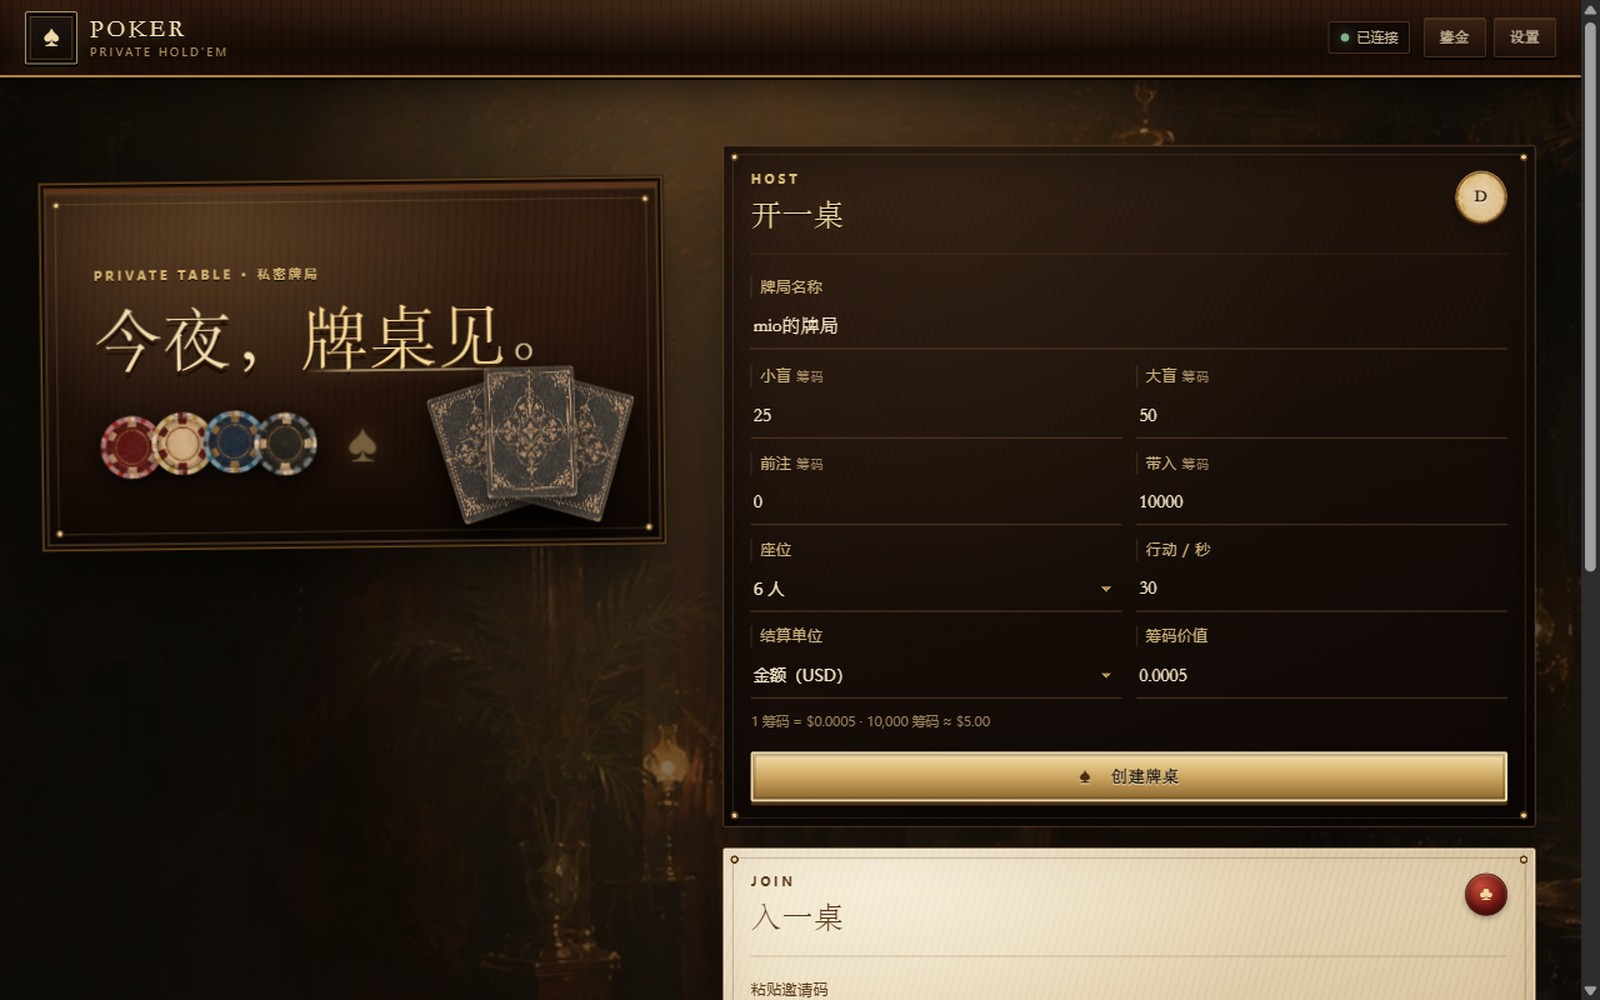 POKER
PRIVATE HOLD'EM
已连接
鎏金
设置
PRIVATE TABLE • 私密牌局
今夜，牌桌见。
HOST
开一桌
D
牌局名称
mio的牌局
小盲 筹码
大盲 筹码
25
50
前注 筹码
带入 筹码
0
10000
座位
行动 / 秒
6 人
30
结算单位
筹码价值
金额 (USD)
0.0005
1 筹码 = $0.0005 · 10,000 筹码 ≈ $5.00
创建牌桌
JOIN
入一桌
粘贴邀请码